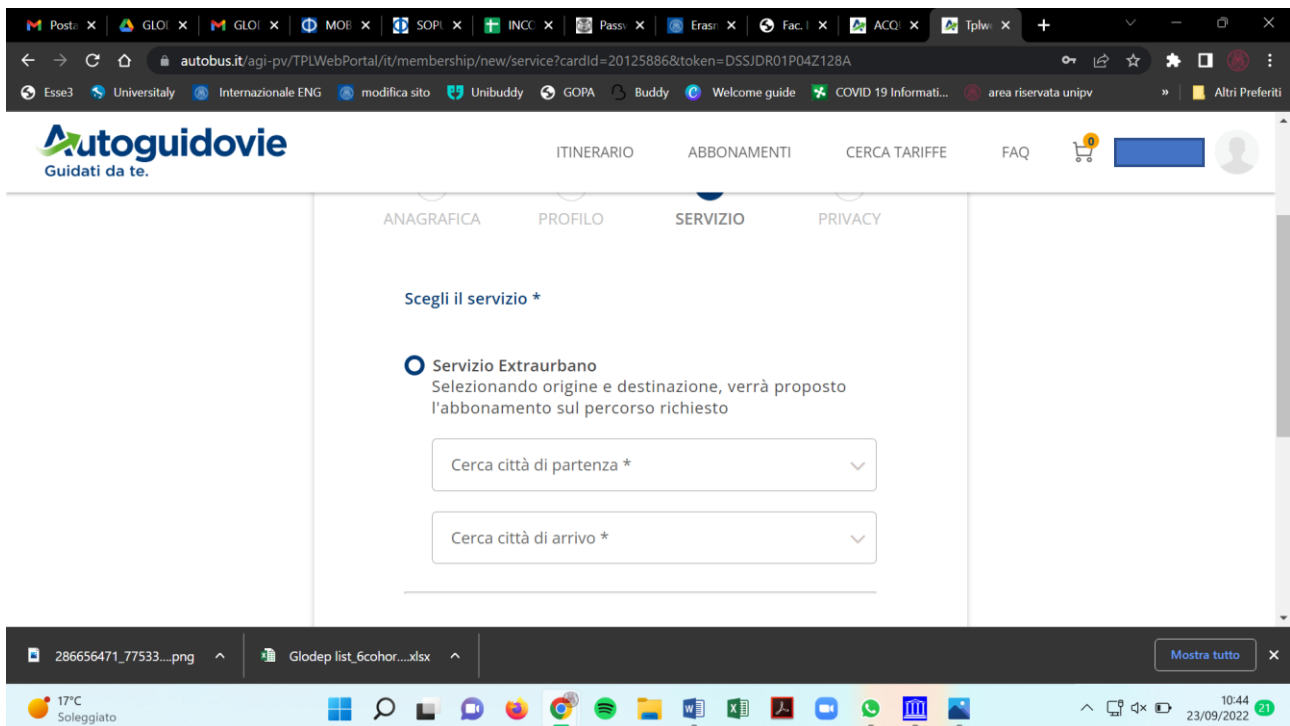 Posta
GLOI
GLOI
MOB
SOPU
INCO
Passv
Erasn
Fac. I
ACQ!
Tplwe
autobus.it/agi-pv/TPLWebPortal/it/membership/new/service?cardId=20125886&token=DSSJDR01P04Z128A
Esse3 Universitaly Internazionale ENG modifica sito Unibuddy GOPA Buddy Welcome guide COVID 19 Informati... area riservata unipv » Altri Preferiti
Autoguidovie
Guidati da te.
ITINERARIO ABBONAMENTI CERCA TARIFFE FAQ 0
ANAGRAFICA PROFILO SERVIZIO PRIVACY
Scegli il servizio *
Servizio Extraurbano
Selezionando origine e destinazione, verrà proposto
l'abbonamento sul percorso richiesto
Cerca città di partenza *
Cerca città di arrivo *
286656471_77533....png Glodep list_6cohor....xlsx Mostra tutto
17°C
Soleggiato
10:44
23/09/2022
21